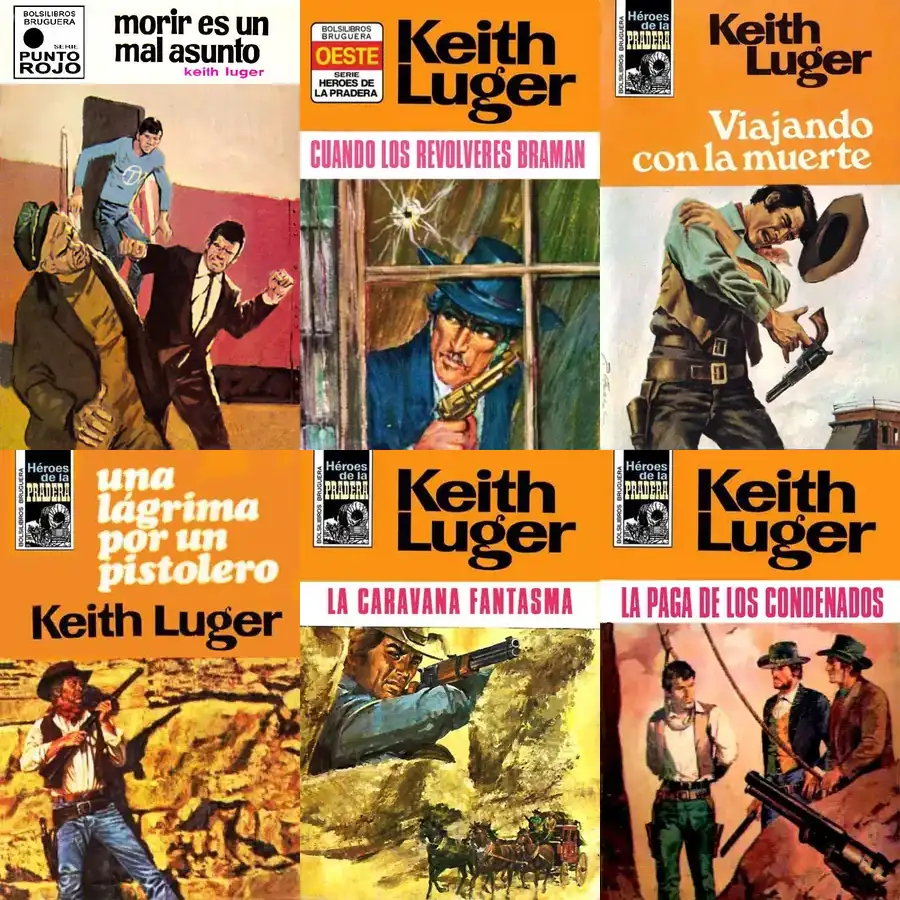 BOLSILIBROS
BRUGUERA
SERIE
PUNTO
ROJO
morir es un
mal asunto
keith luger
BOLSILIBROS
BRUGUERA
OESTE
SERIE
HEROES DE
LA PRADERA
Keith
Luger
CUANDO LOS REVOLVERES BRAMAN
BOLSILIBROS BRUGUERA
Héroes
de la
PRADERA
Keith
Luger
Viajando
con la muerte
BOLSILIBROS BRUGUERA
Héroes
de la
PRADERA
una
lágrima
por un
pistolero
Keith Luger
BOLSILIBROS BRUGUERA
Héroes
de la
PRADERA
Keith
Luger
LA CARAVANA FANTASMA
BOLSILIBROS BRUGUERA
Héroes
de la
PRADERA
Keith
Luger
LA PAGA DE LOS CONDENADOS